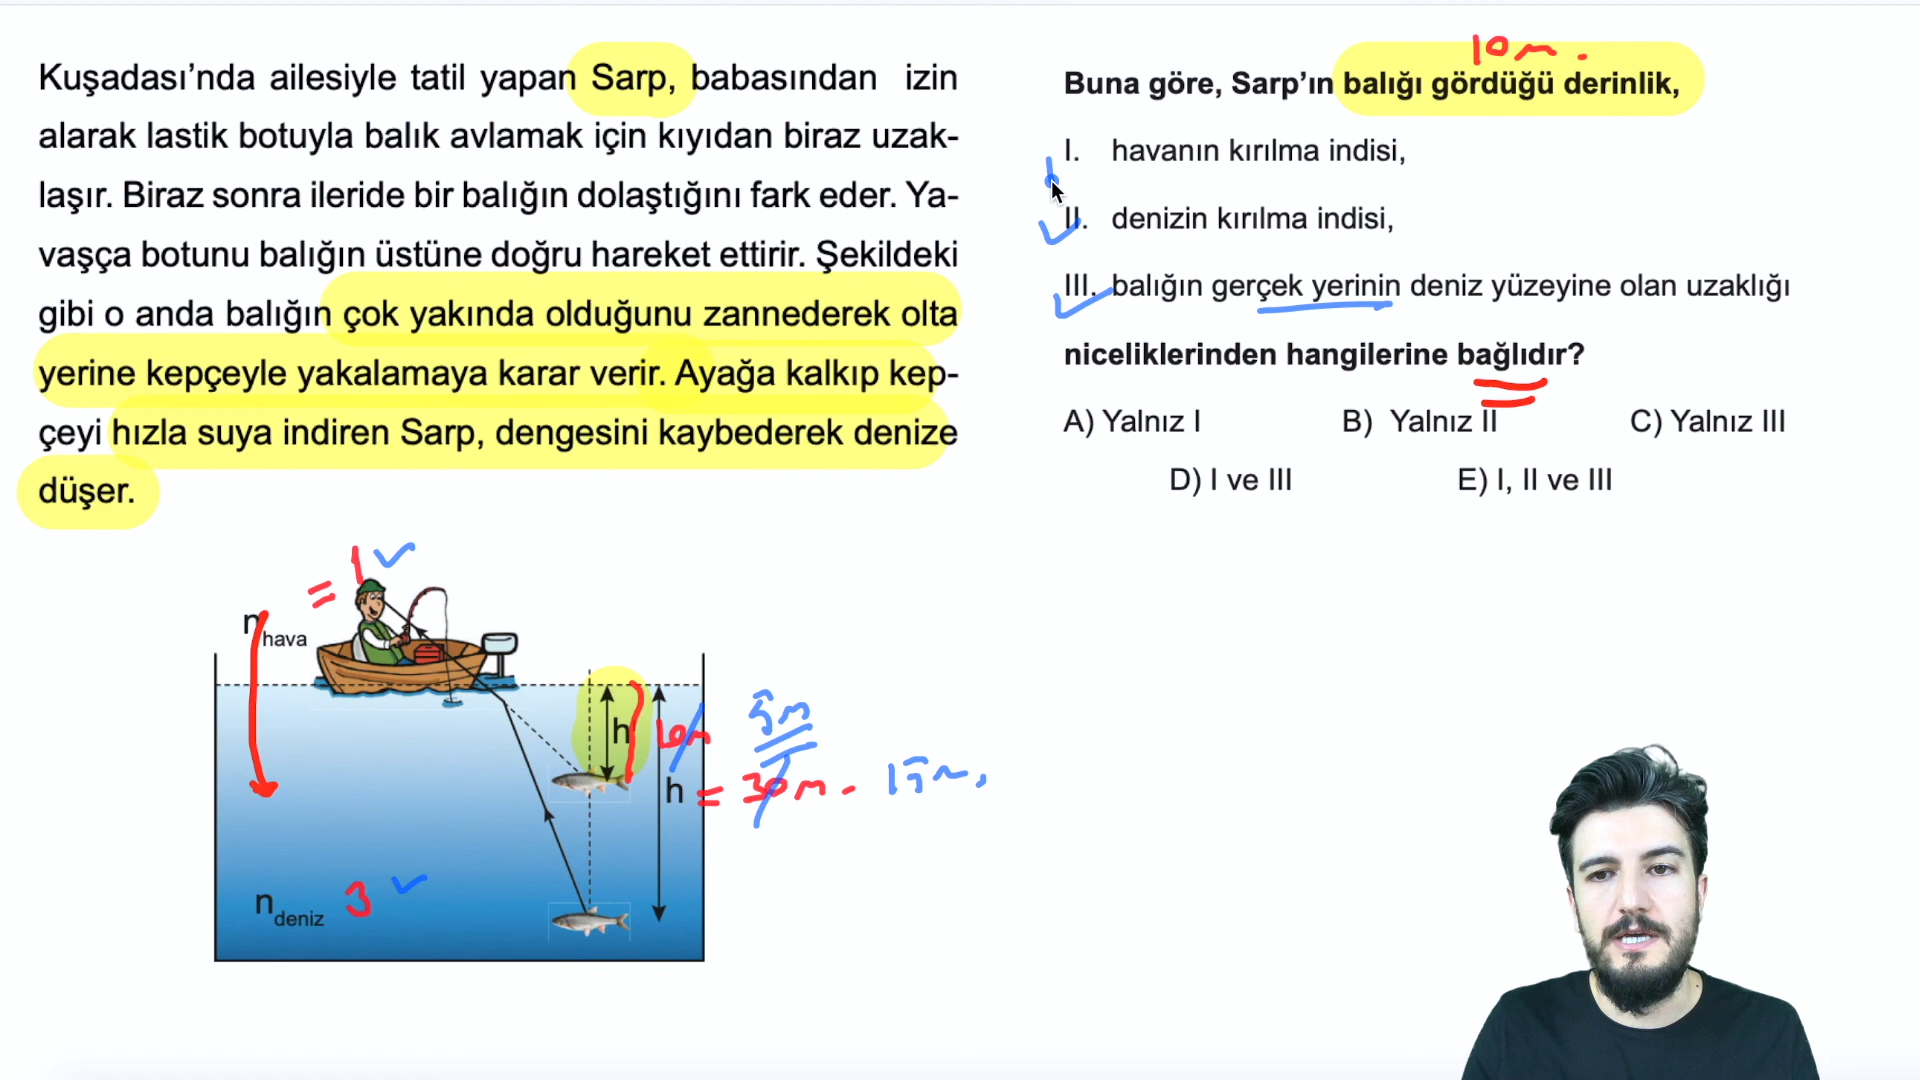 Kuşadası’nda ailesiyle tatil yapan Sarp, babasından izin
alarak lastik botuyla balık avlamak için kıyıdan biraz uzak-
laşır. Biraz sonra ileride bir balığın dolaştığını fark eder. Ya-
vaşça botunu balığın üstüne doğru hareket ettirir. Şekildeki
gibi o anda balığın çok yakında olduğunu zannederek olta
yerine kepçeyle yakalamaya karar verir. Ayağa kalkıp kep-
çeyi hızla suya indiren Sarp, dengesini kaybederek denize
düşer.
= 1
n hava
h' 10m 5m
h = 30m. 15m.
n deniz 3
10m.
Buna göre, Sarp’ın balığı gördüğü derinlik,
I. havanın kırılma indisi,
II. denizin kırılma indisi,
III. balığın gerçek yerinin deniz yüzeyine olan uzaklığı
niceliklerinden hangilerine bağlıdır?
A) Yalnız I B) Yalnız II C) Yalnız III
D) I ve III E) I, II ve III